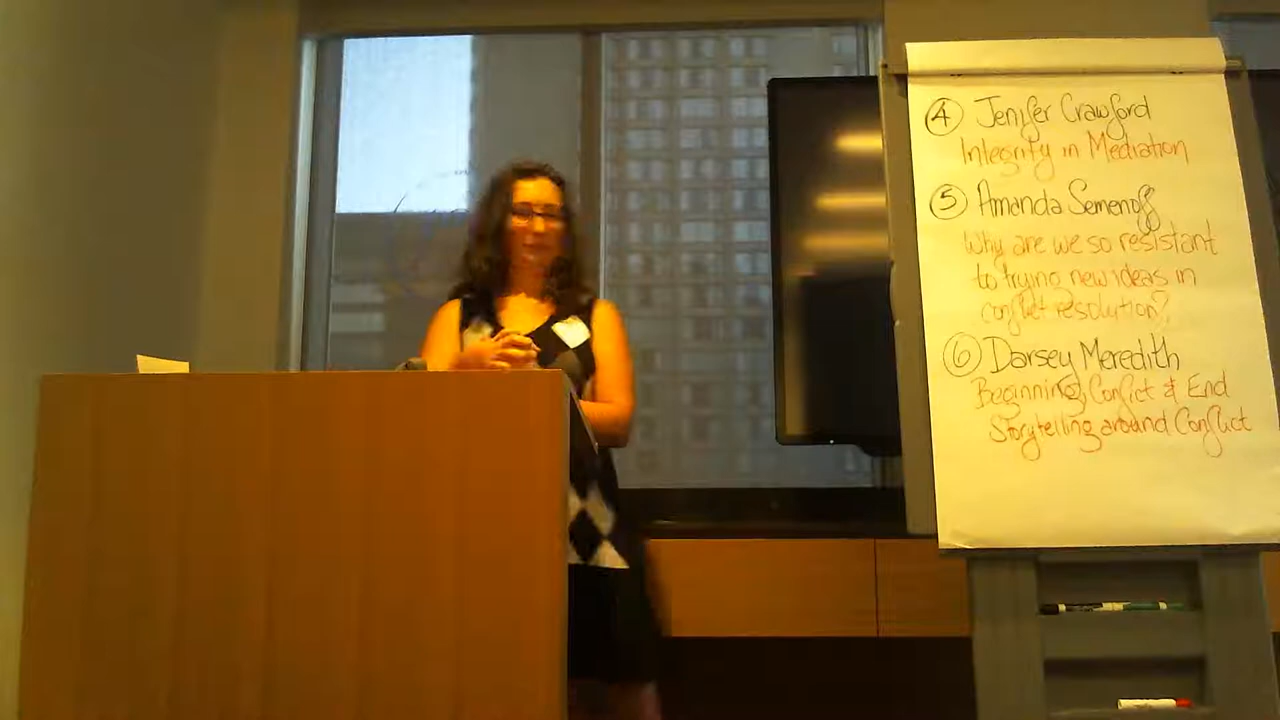 ④ Jenifer Crawford
Integrity in Mediation
⑤ Amanda Semenoff
Why are we so resistant
to trying new ideas in
conflict resolution?
⑥ Dorsey Meredith
Beginning, Conflict & End
Storytelling around Conflict